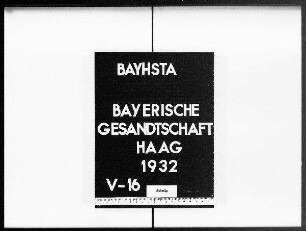 BAYHSTA
BAYERISCHE
GESANDTSCHAFT
HAAG
1932
V-16